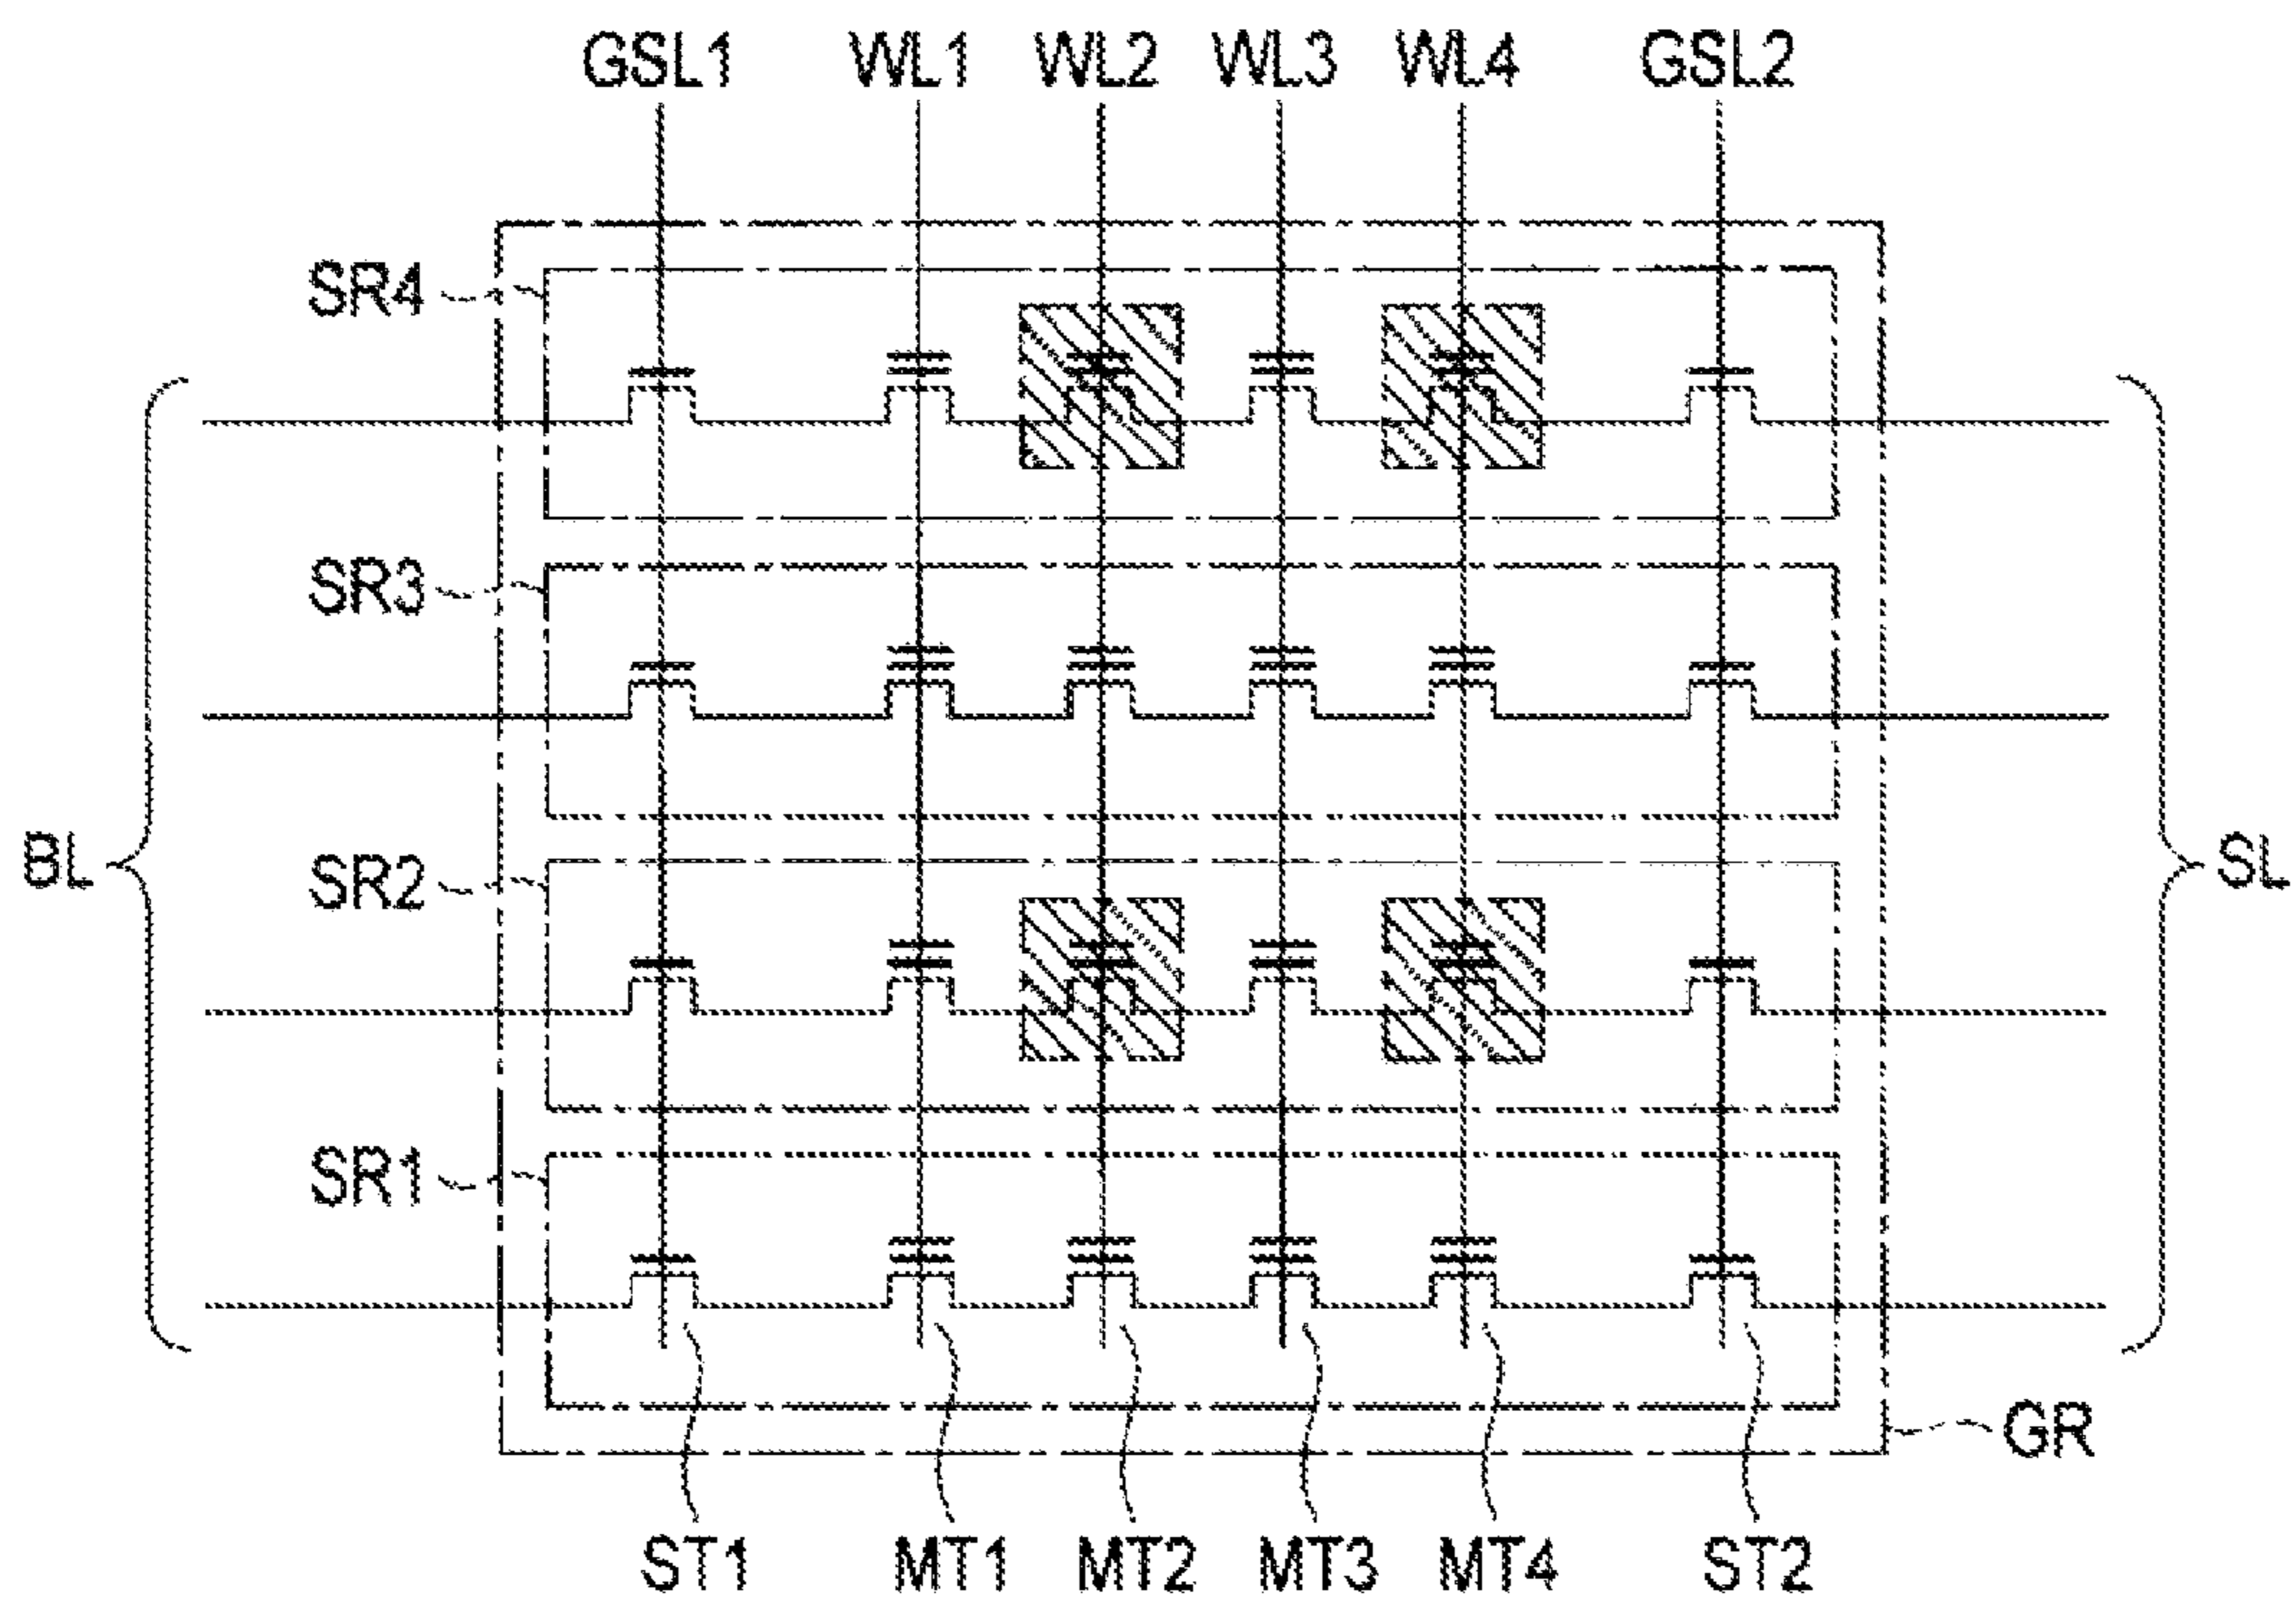 GSL1 WL1 WL2 WL3 WL4 GSL2
SR4
SR3
BL
SL
SR2
SR1
GR
ST1 MT1 MT2 MT3 MT4 ST2